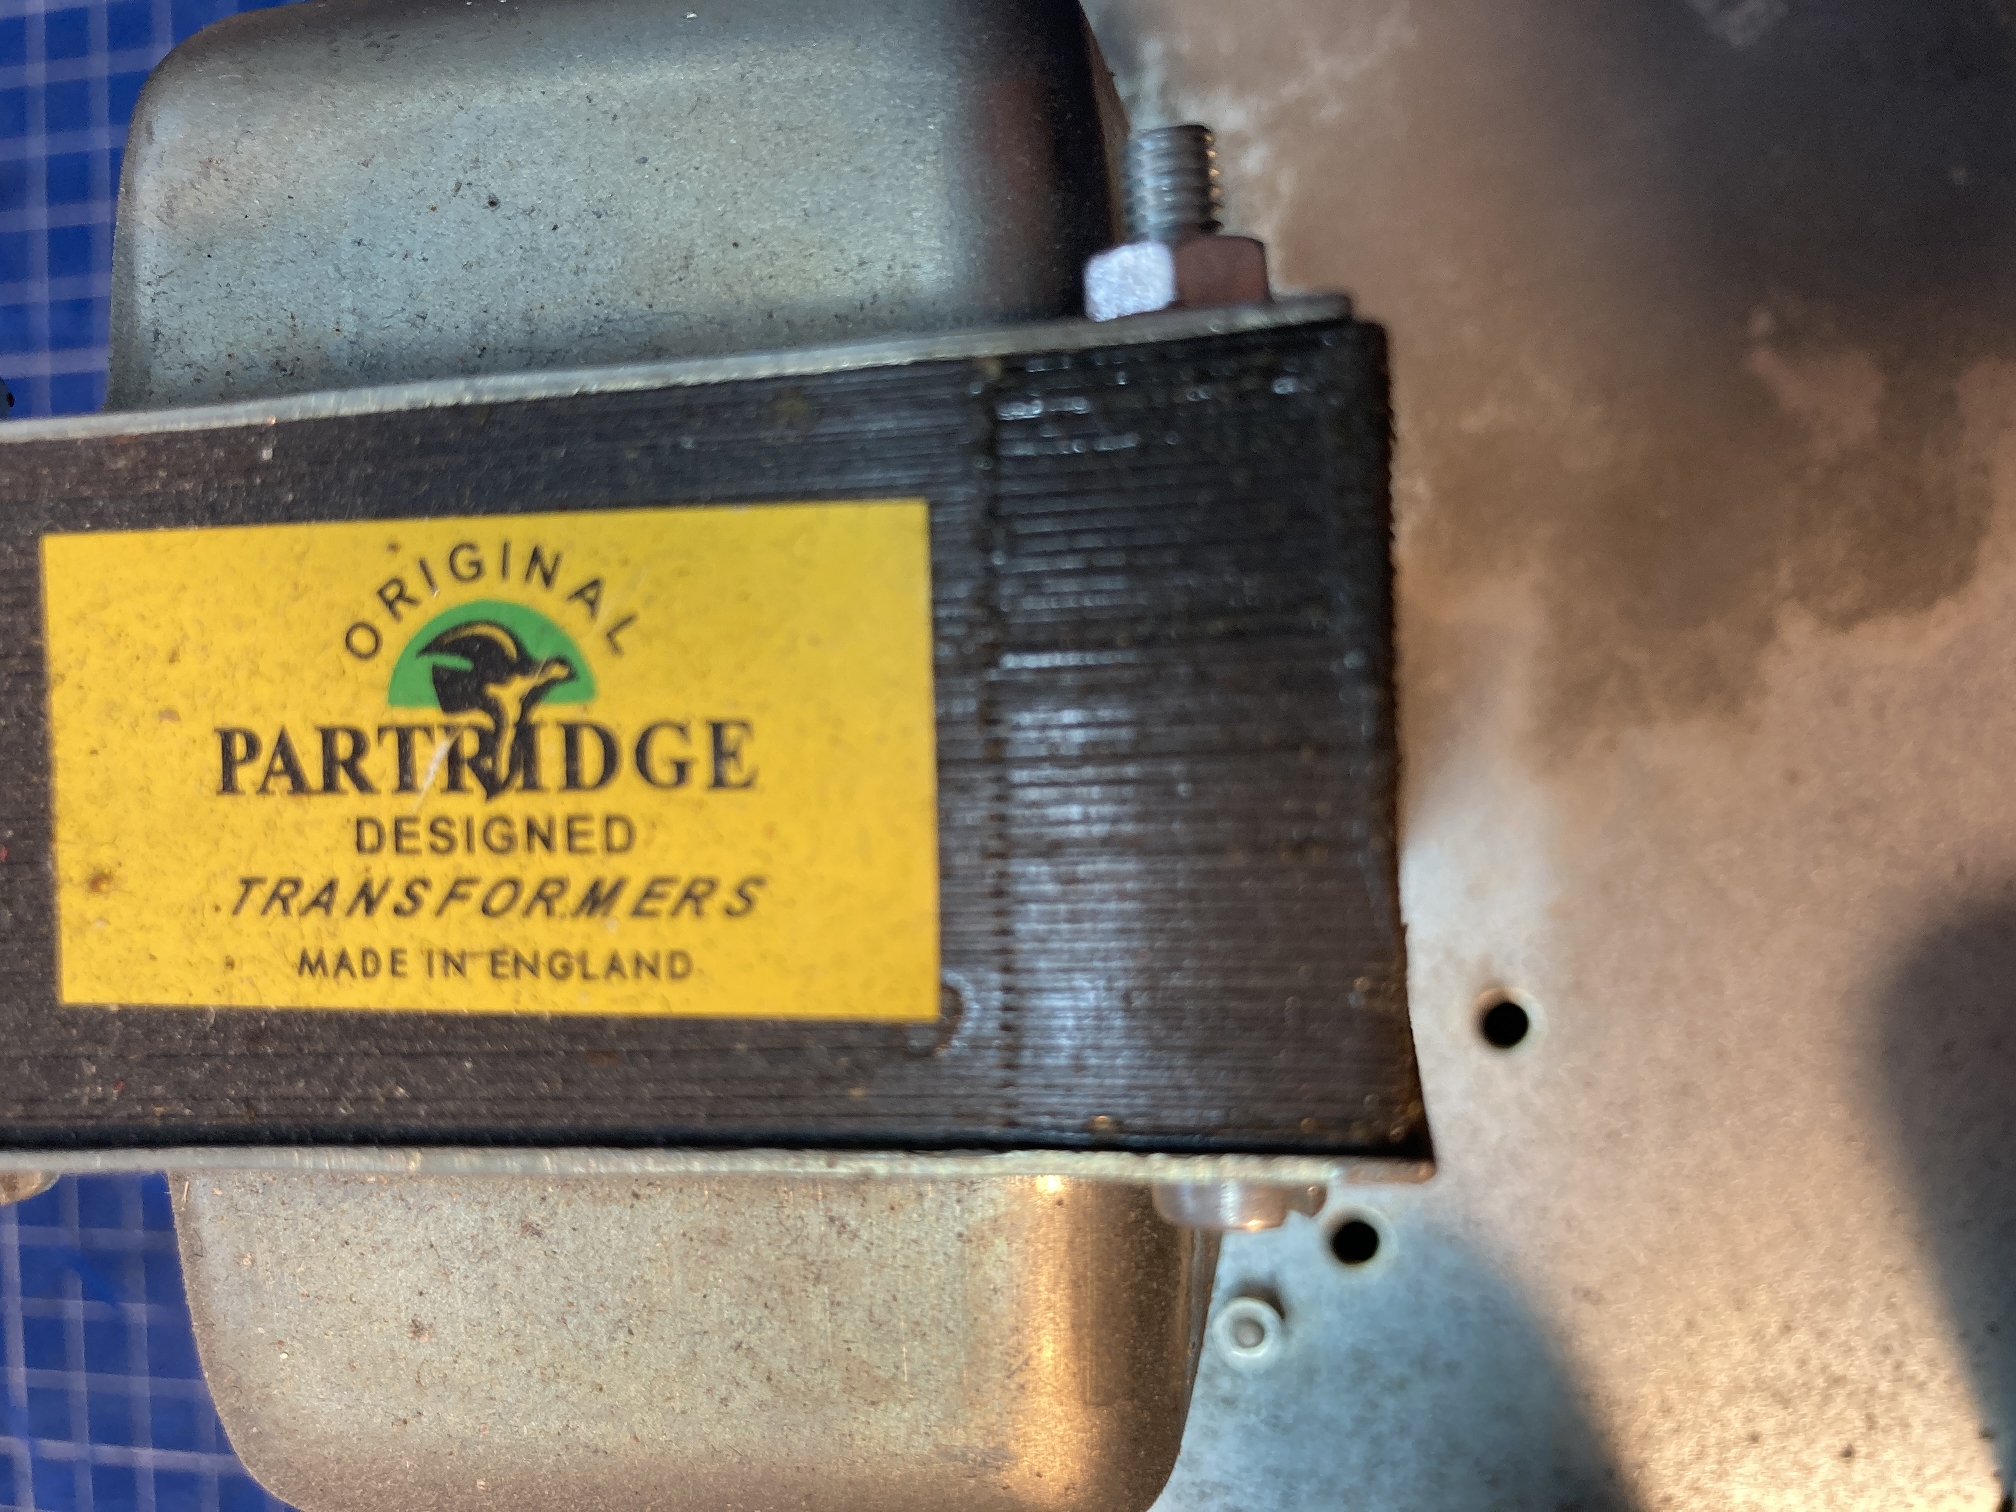 ORIGINAL
PARTRIDGE
DESIGNED
TRANSFORMERS
MADE IN ENGLAND